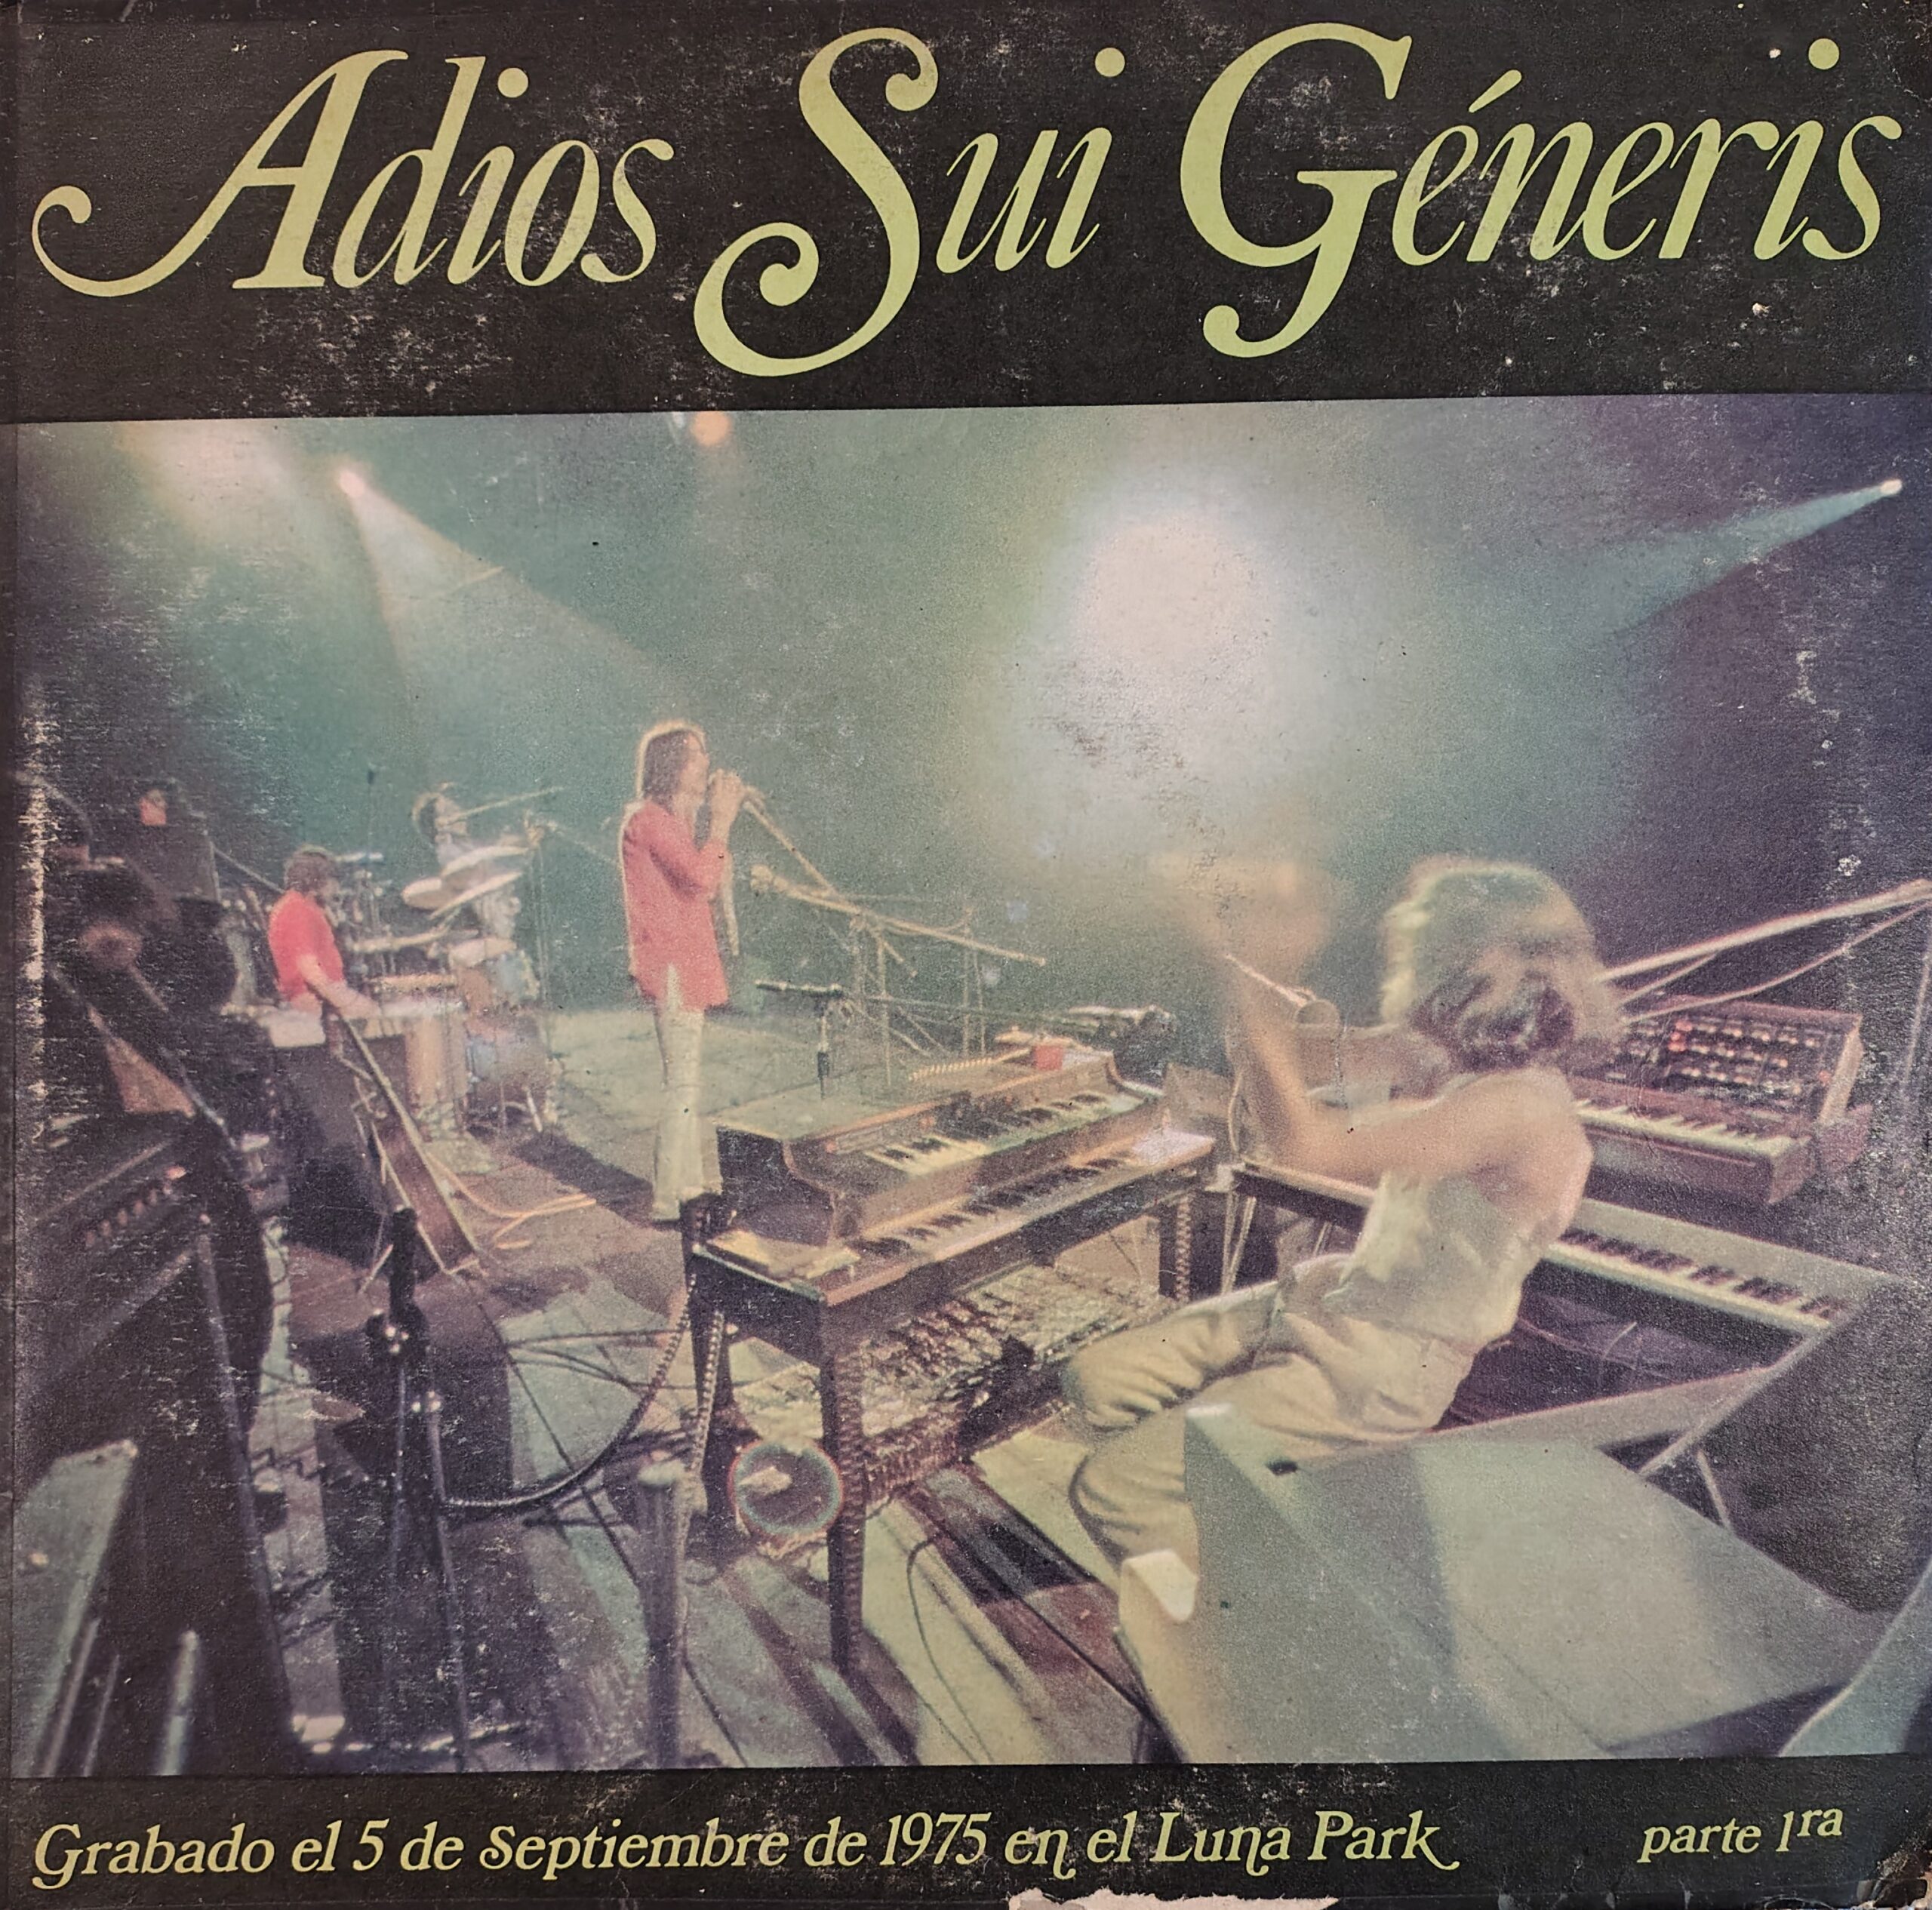 Adios Sui Géneris
Grabado el 5 de Septiembre de 1975 en el Luna Park parte 1ra